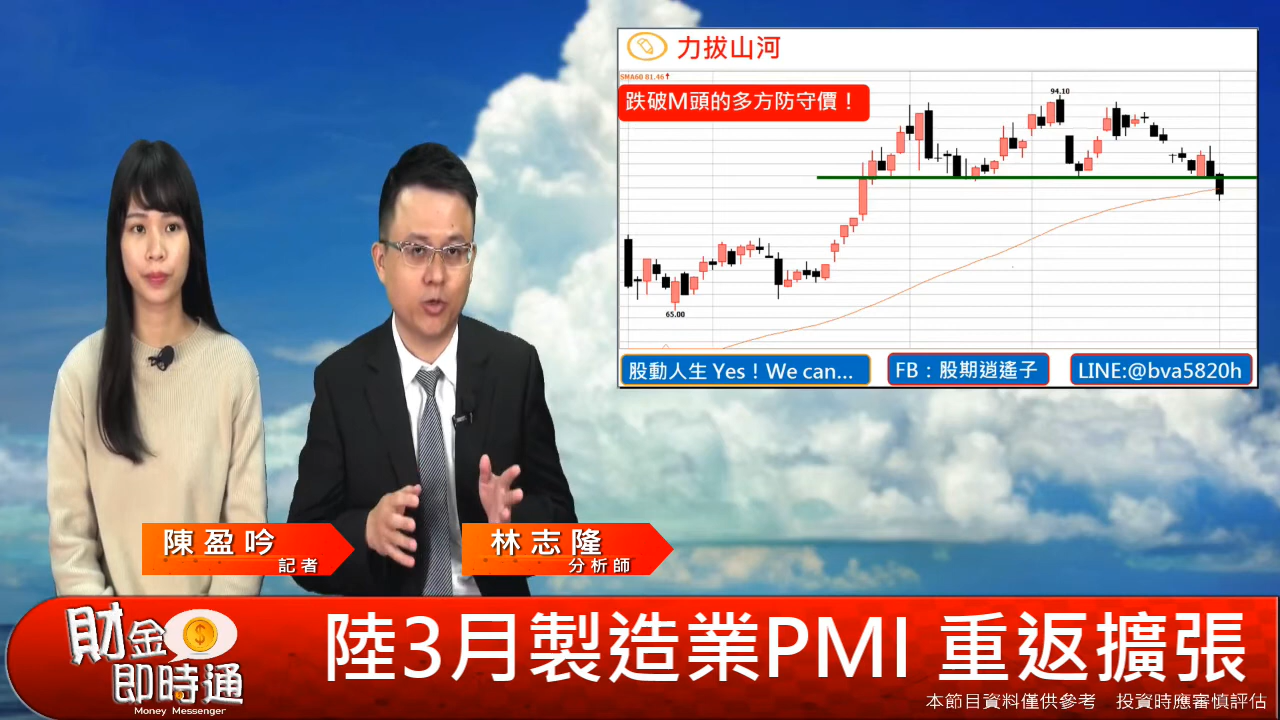 力拔山河
SMA60 81.46↑
跌破M頭的多方防守價！
94.10
65.00
股動人生 Yes！We can...
FB：股期逍遙子
LINE:@bva5820h
陳盈吟
記者
林志隆
分析師
財金
即時通
Money Messenger
陸3月製造業PMI 重返擴張
本節目資料僅供參考 投資時應審慎評估